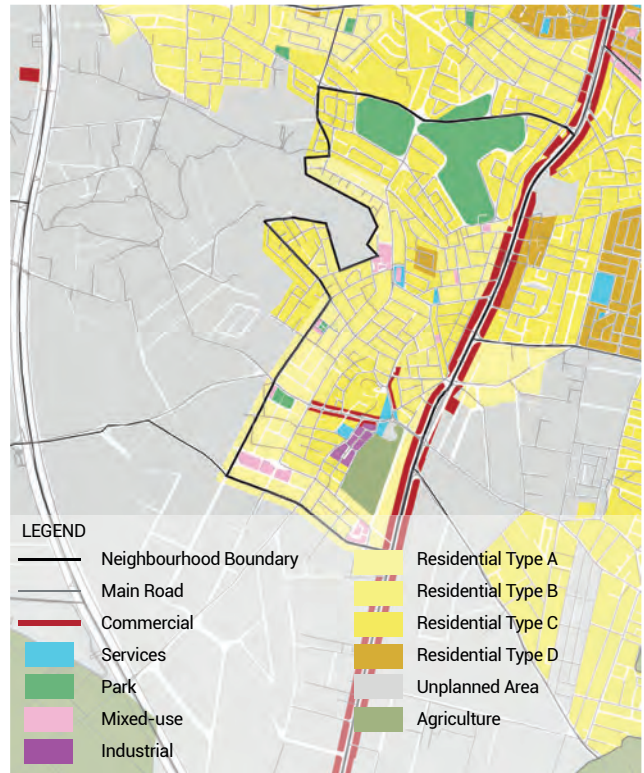 LEGEND
Neighbourhood Boundary
Main Road
Commercial
Services
Park
Mixed-use
Industrial
Residential Type A
Residential Type B
Residential Type C
Residential Type D
Unplanned Area
Agriculture